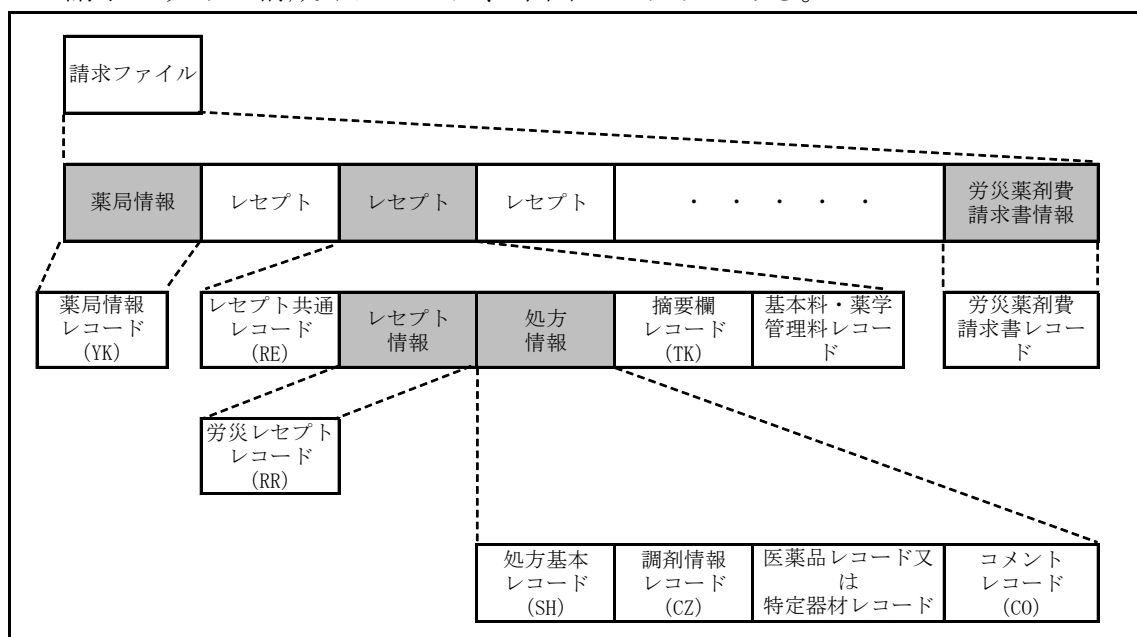 請求ファイル
薬局情報
レセプト
レセプト
レセプト
・ ・ ・ ・ ・
労災薬剤費
請求書情報
薬局情報
レコード
(YK)
レセプト共通
レコード
(RE)
レセプト
情報
処方
情報
摘要欄
レコード
(TK)
基本料・薬学
管理料レコー
ド
労災薬剤費
請求書レコー
ド
労災レセプト
レコード
(RR)
処方基本
レコード
(SH)
調剤情報
レコード
(CZ)
医薬品レコード又
は
特定器材レコード
コメント
レコード
(CO)